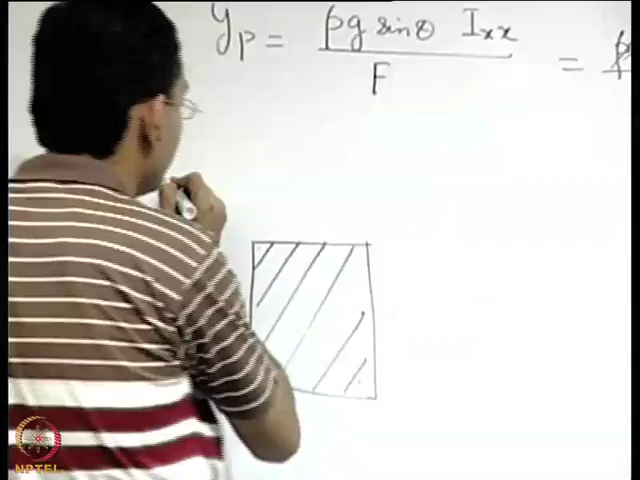 y_p = ρg sinθ I_xx / F =
NPTEL